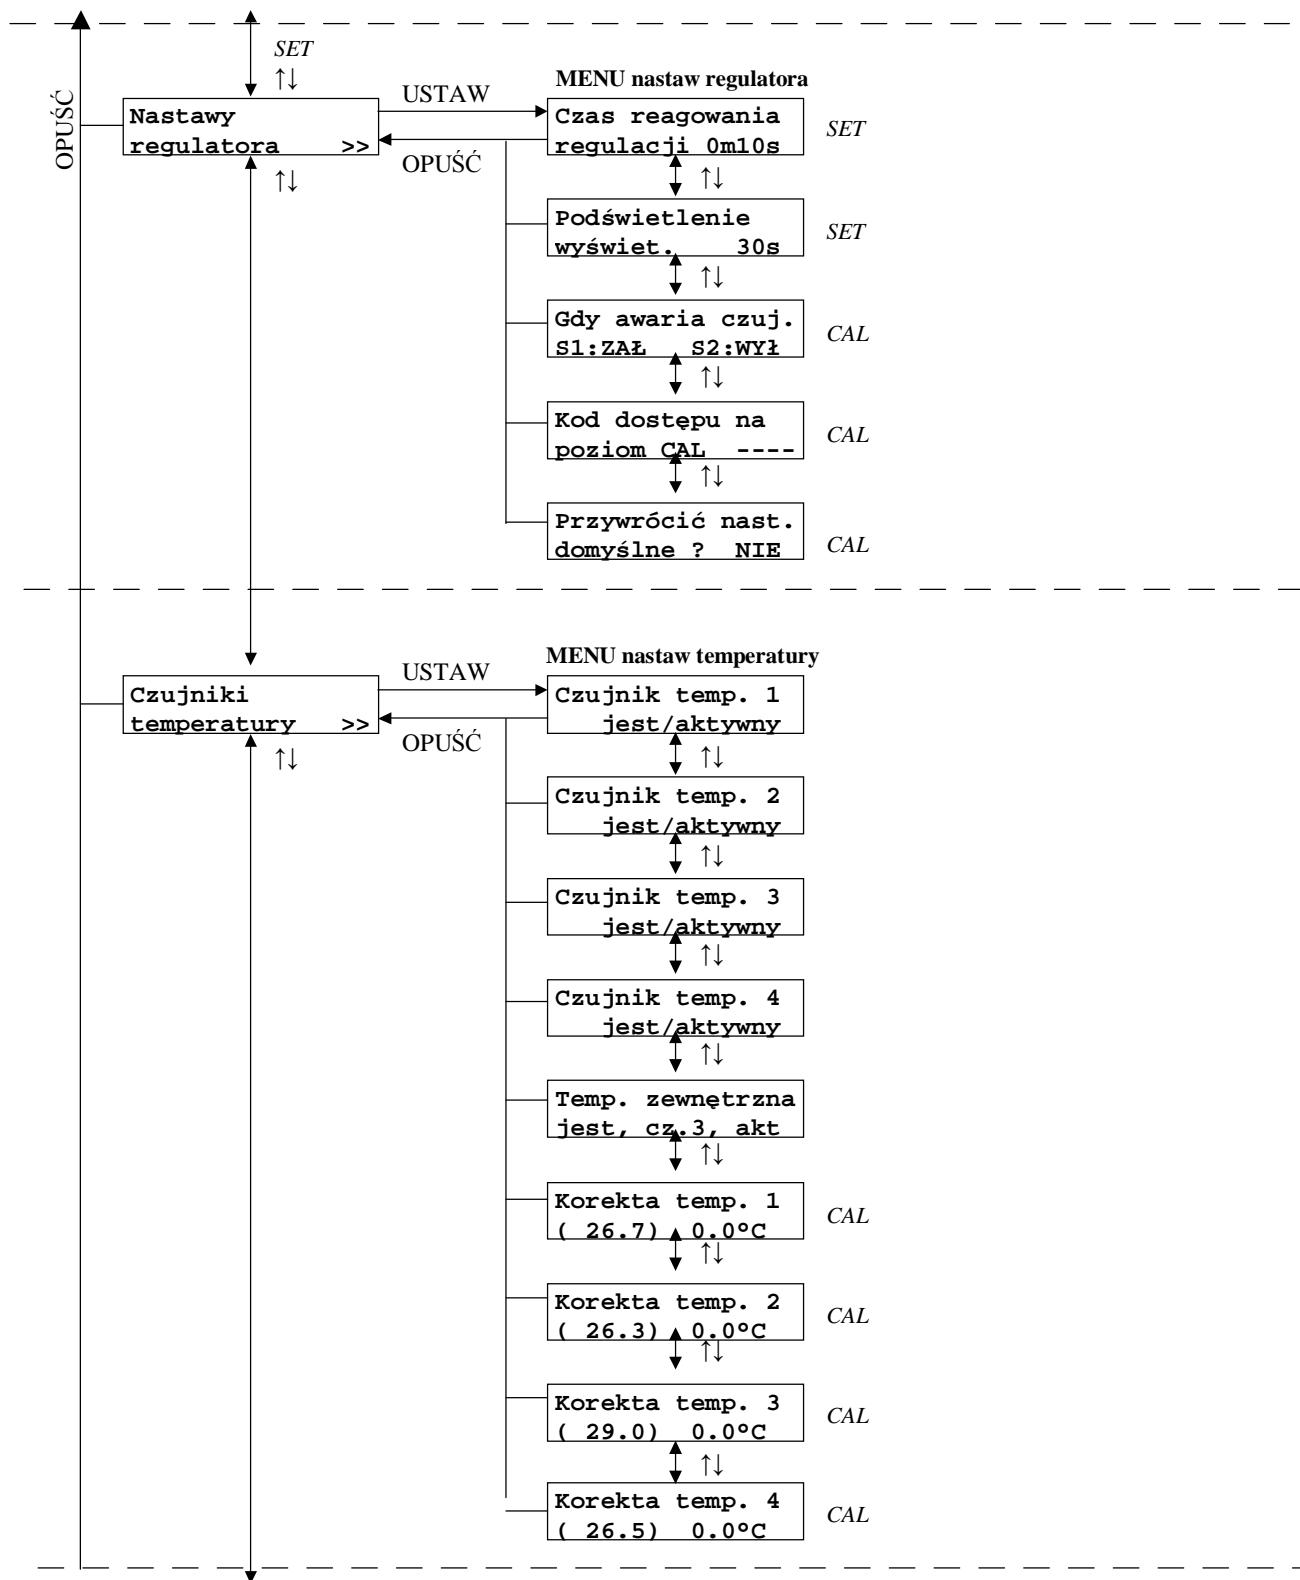 SET
↑↓
OPUŚĆ
MENU nastaw regulatora
Nastawy
regulatora >>
USTAW
OPUŚĆ
↑↓
Czas reagowania
regulacji 0m10s
SET
↑↓
Podświetlenie
wyświet. 30s
SET
↑↓
Gdy awaria czuj.
S1:ZAŁ S2:WYŁ
CAL
↑↓
Kod dostępu na
poziom CAL ----
CAL
↑↓
Przywrócić nast.
domyślne ? NIE
CAL
MENU nastaw temperatury
Czujniki
temperatury >>
USTAW
OPUŚĆ
↑↓
Czujnik temp. 1
jest/aktywny
↑↓
Czujnik temp. 2
jest/aktywny
↑↓
Czujnik temp. 3
jest/aktywny
↑↓
Czujnik temp. 4
jest/aktywny
↑↓
Temp. zewnętrzna
jest, cz.3, akt
↑↓
Korekta temp. 1
( 26.7) 0.0°C
CAL
↑↓
Korekta temp. 2
( 26.3) 0.0°C
CAL
↑↓
Korekta temp. 3
( 29.0) 0.0°C
CAL
↑↓
Korekta temp. 4
( 26.5) 0.0°C
CAL